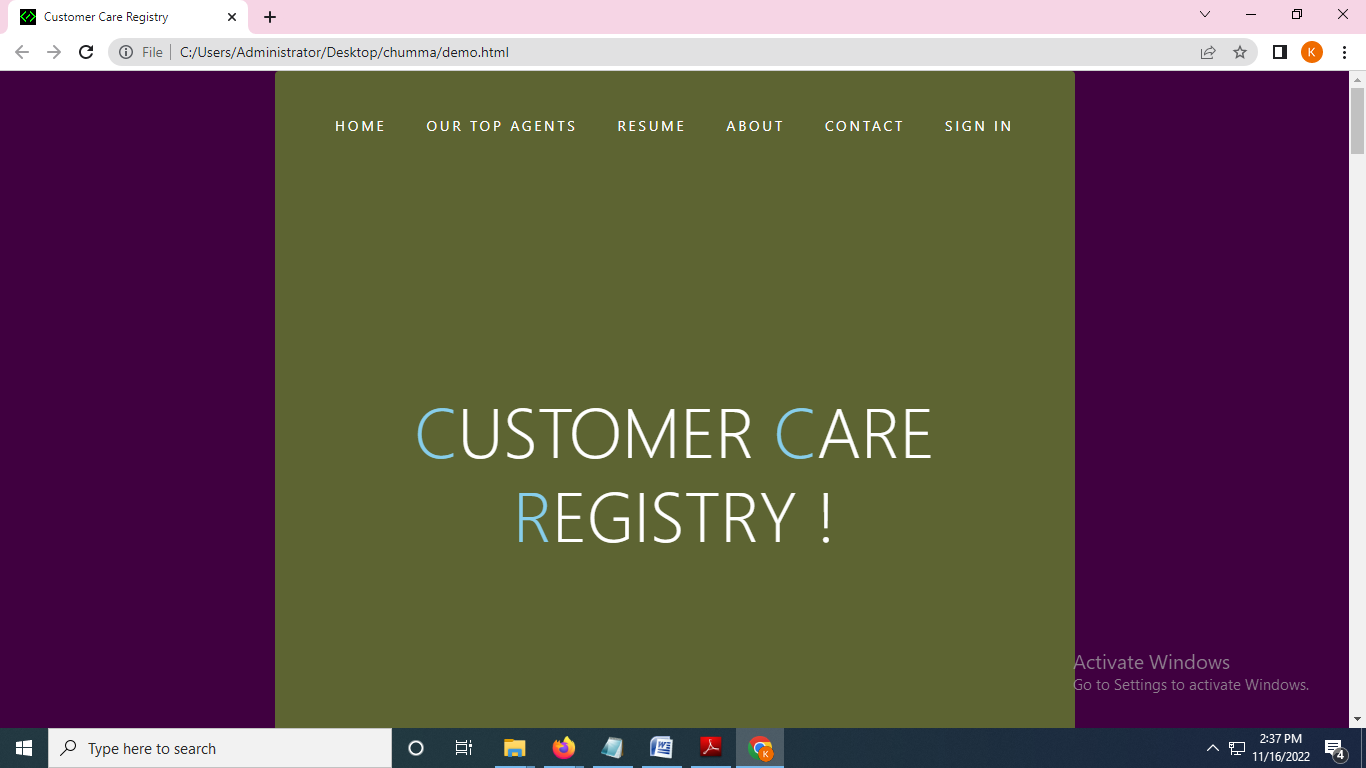 Customer Care Registry
File
C:/Users/Administrator/Desktop/chumma/demo.html
K
HOME OUR TOP AGENTS RESUME ABOUT CONTACT SIGN IN
CUSTOMER CARE
REGISTRY !
Activate Windows
Go to Settings to activate Windows.
Type here to search
W
K
2:37 PM
11/16/2022
4